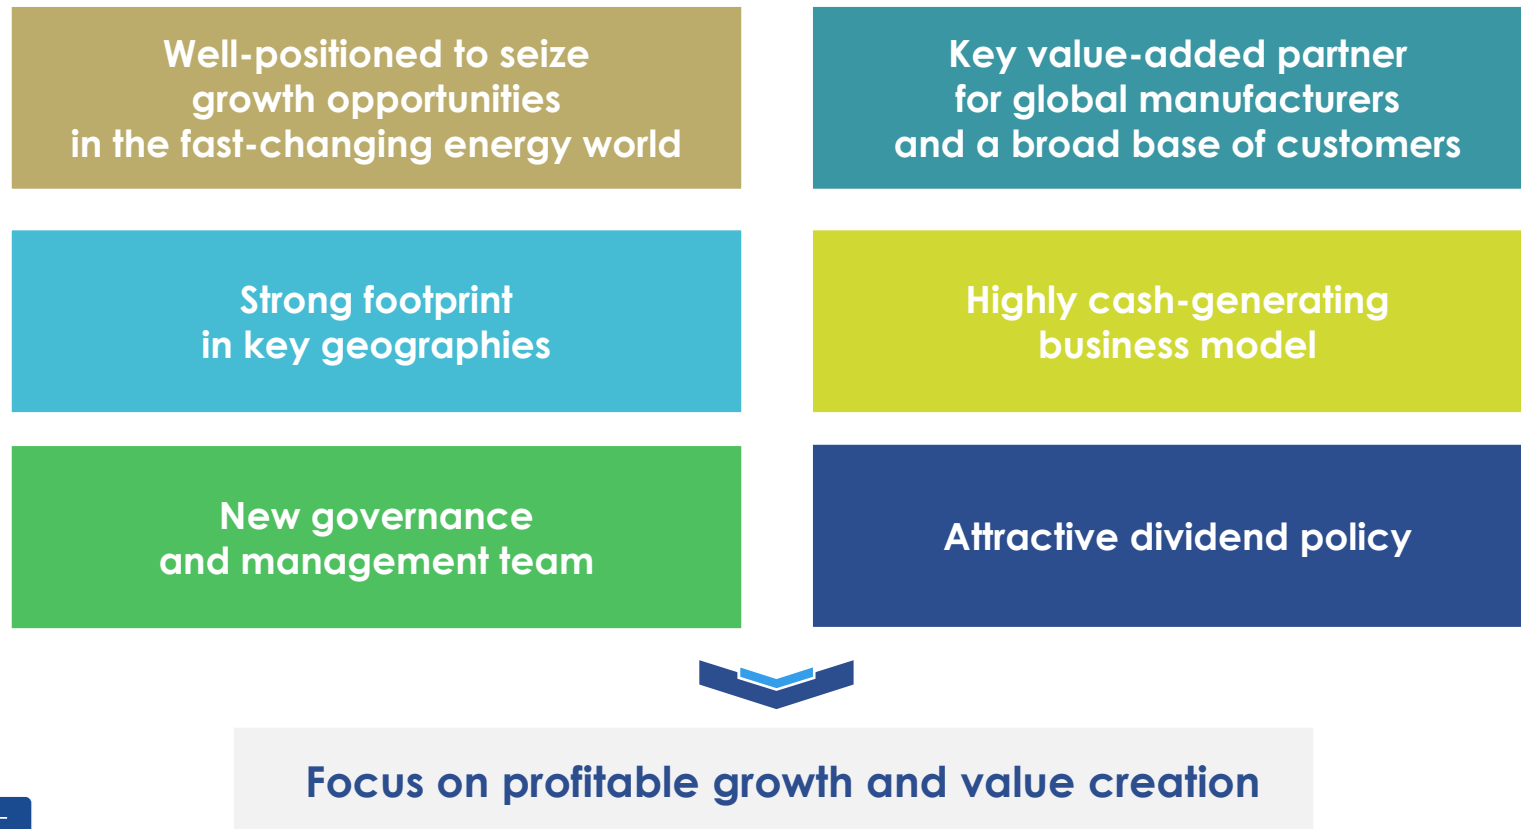 Well-positioned to seize
growth opportunities
in the fast-changing energy world
Key value-added partner
for global manufacturers
and a broad base of customers
Strong footprint
in key geographies
Highly cash-generating
business model
New governance
and management team
Attractive dividend policy
Focus on profitable growth and value creation